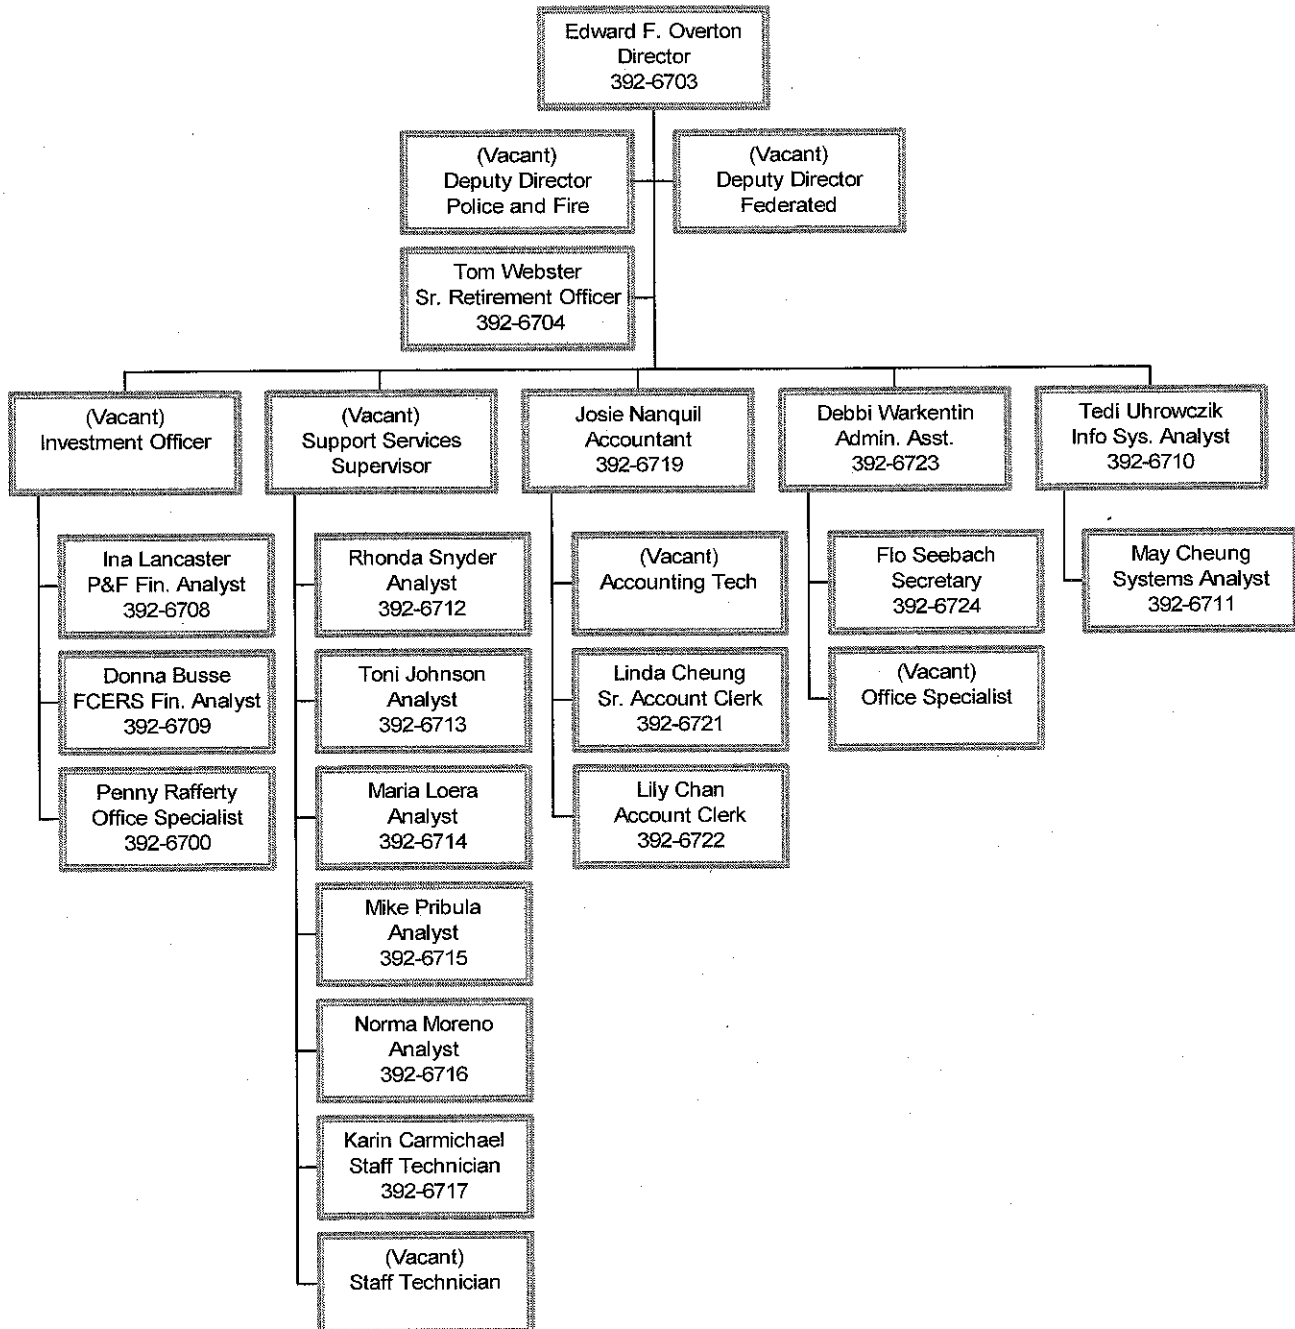 Edward F. Overton
Director
392-6703
(Vacant)
Deputy Director
Police and Fire
(Vacant)
Deputy Director
Federated
Tom Webster
Sr. Retirement Officer
392-6704
(Vacant)
Investment Officer
(Vacant)
Support Services
Supervisor
Josie Nanquil
Accountant
392-6719
Debbi Warkentin
Admin. Asst.
392-6723
Tedi Uhrowczik
Info Sys. Analyst
392-6710
Ina Lancaster
P&F Fin. Analyst
392-6708
Donna Busse
FCERS Fin. Analyst
392-6709
Penny Rafferty
Office Specialist
392-6700
Rhonda Snyder
Analyst
392-6712
Toni Johnson
Analyst
392-6713
Maria Loera
Analyst
392-6714
Mike Pribula
Analyst
392-6715
Norma Moreno
Analyst
392-6716
Karin Carmichael
Staff Technician
392-6717
(Vacant)
Staff Technician
(Vacant)
Accounting Tech
Linda Cheung
Sr. Account Clerk
392-6721
Lily Chan
Account Clerk
392-6722
Flo Seebach
Secretary
392-6724
(Vacant)
Office Specialist
May Cheung
Systems Analyst
392-6711